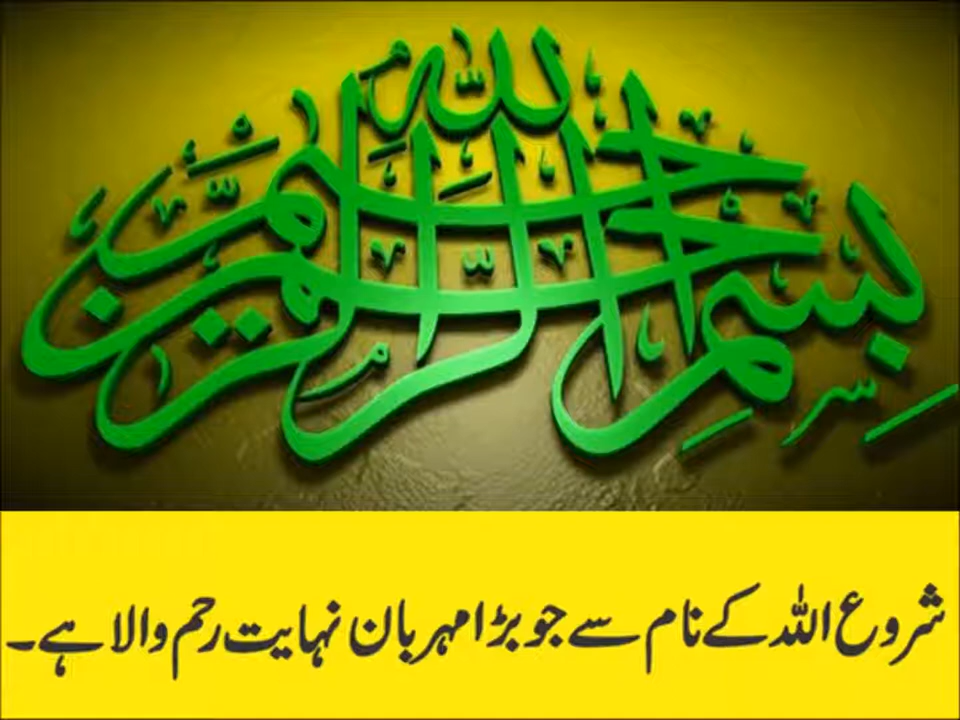 بِسْمِ اللّٰهِ الرَّحْمٰنِ الرَّحِيْمِ
شروع اللہ کے نام سے جو بڑا مہربان نہایت رحم والا ہے۔